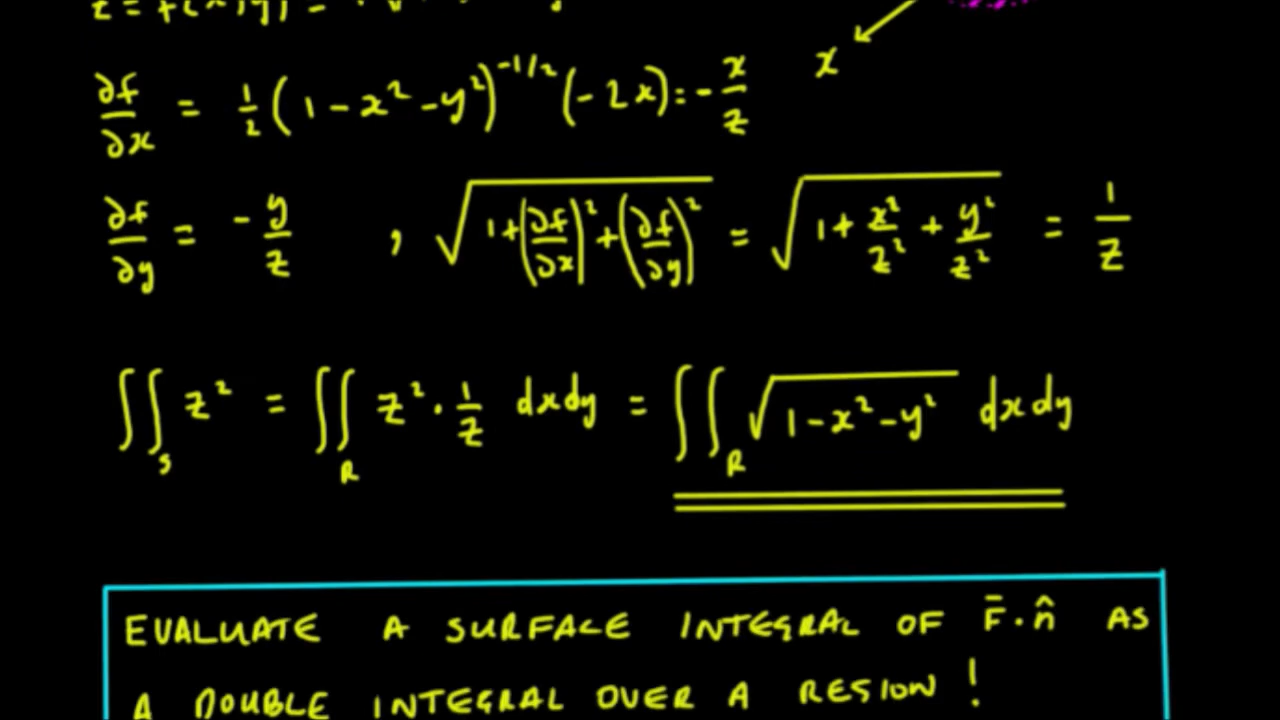 z = f(x,y) =
x
∂f/∂x = 1/2 (1 - x² - y²)^(-1/2) (-2x) = - x/z
∂f/∂y = - y/z , √(1 + (∂f/∂x)² + (∂f/∂y)²) = √(1 + x²/z² + y²/z²) = 1/z
∬_S z² = ∬_R z² · 1/z dxdy = ∬_R √(1 - x² - y²) dxdy
EVALUATE A SURFACE INTEGRAL OF F̄·n̂ AS
A DOUBLE INTEGRAL OVER A RESION !